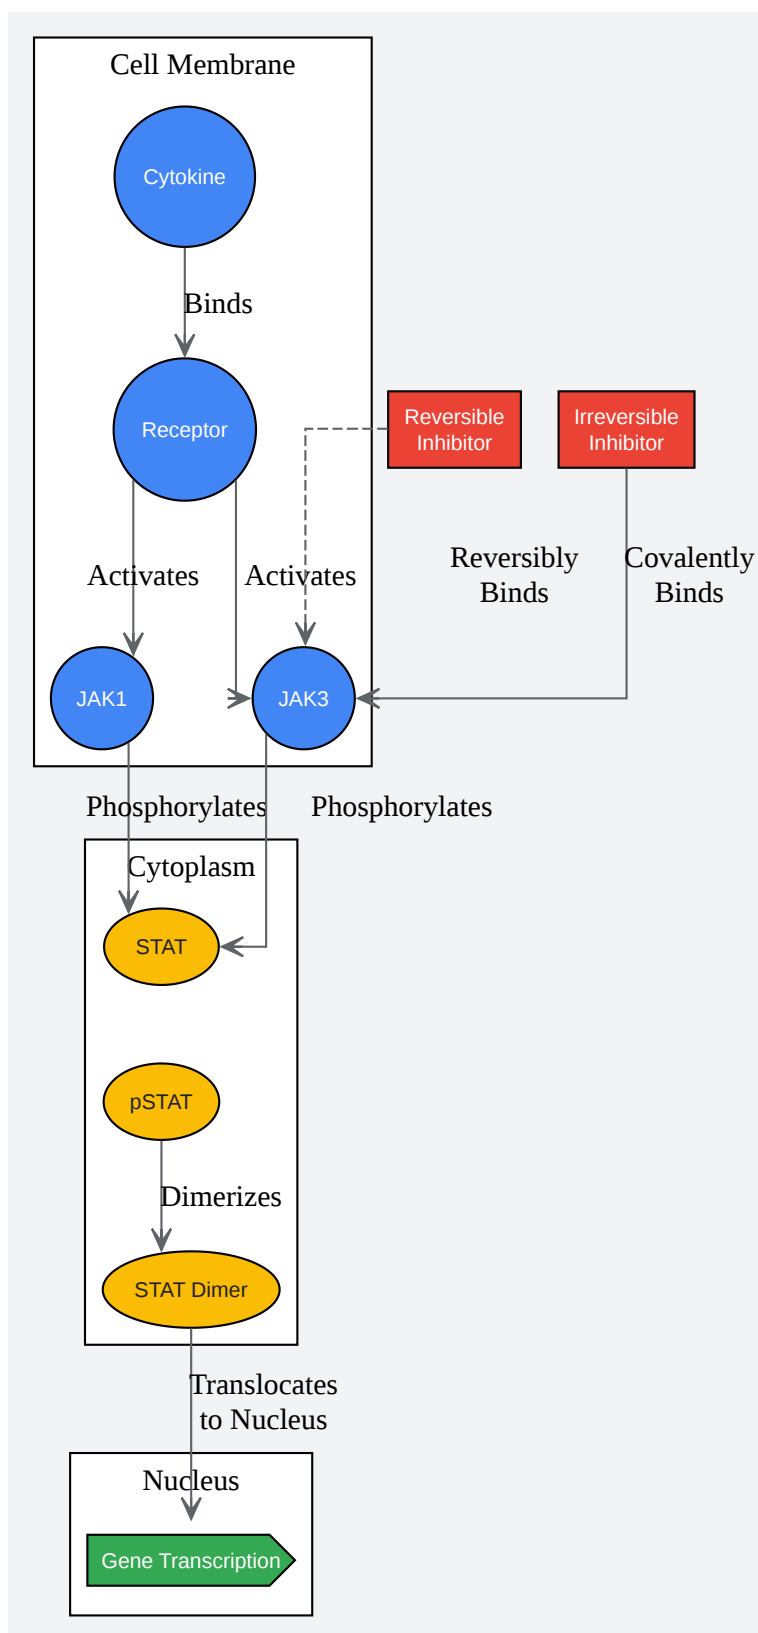 Cell Membrane
Cytokine
Binds
Receptor
Reversible
Inhibitor
Irreversible
Inhibitor
Activates
Activates
Reversibly
Binds
Covalently
Binds
JAK1
JAK3
Phosphorylates
Phosphorylates
Cytoplasm
STAT
pSTAT
Dimerizes
STAT Dimer
Translocates
to Nucleus
Nucleus
Gene Transcription